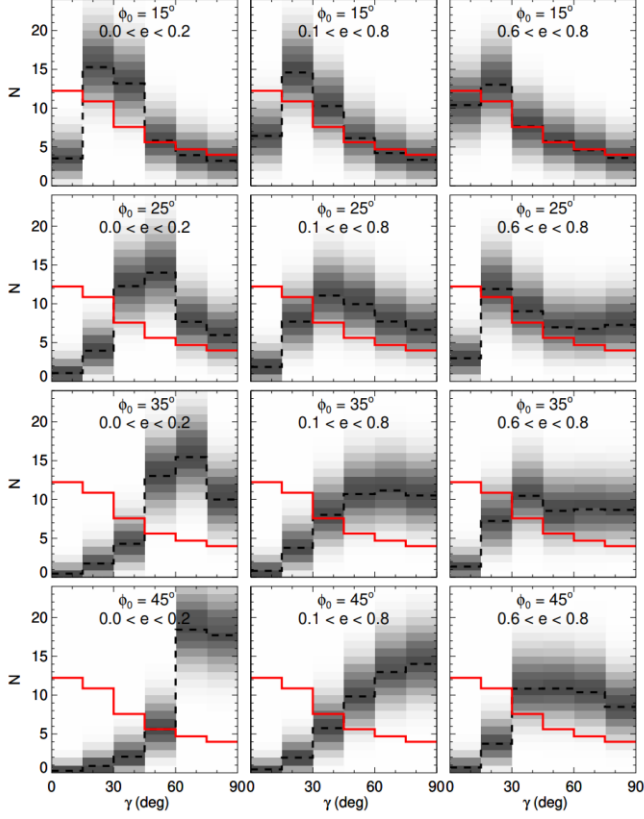 ϕ₀ = 15°
0.0 < e < 0.2
ϕ₀ = 15°
0.1 < e < 0.8
ϕ₀ = 15°
0.6 < e < 0.8
N
20
15
10
5
0
ϕ₀ = 25°
0.0 < e < 0.2
ϕ₀ = 25°
0.1 < e < 0.8
ϕ₀ = 25°
0.6 < e < 0.8
N
20
15
10
5
0
ϕ₀ = 35°
0.0 < e < 0.2
ϕ₀ = 35°
0.1 < e < 0.8
ϕ₀ = 35°
0.6 < e < 0.8
N
20
15
10
5
0
ϕ₀ = 45°
0.0 < e < 0.2
ϕ₀ = 45°
0.1 < e < 0.8
ϕ₀ = 45°
0.6 < e < 0.8
N
20
15
10
5
0
0 30 60 90 30 60 90 30 60 90
γ (deg) γ (deg) γ (deg)